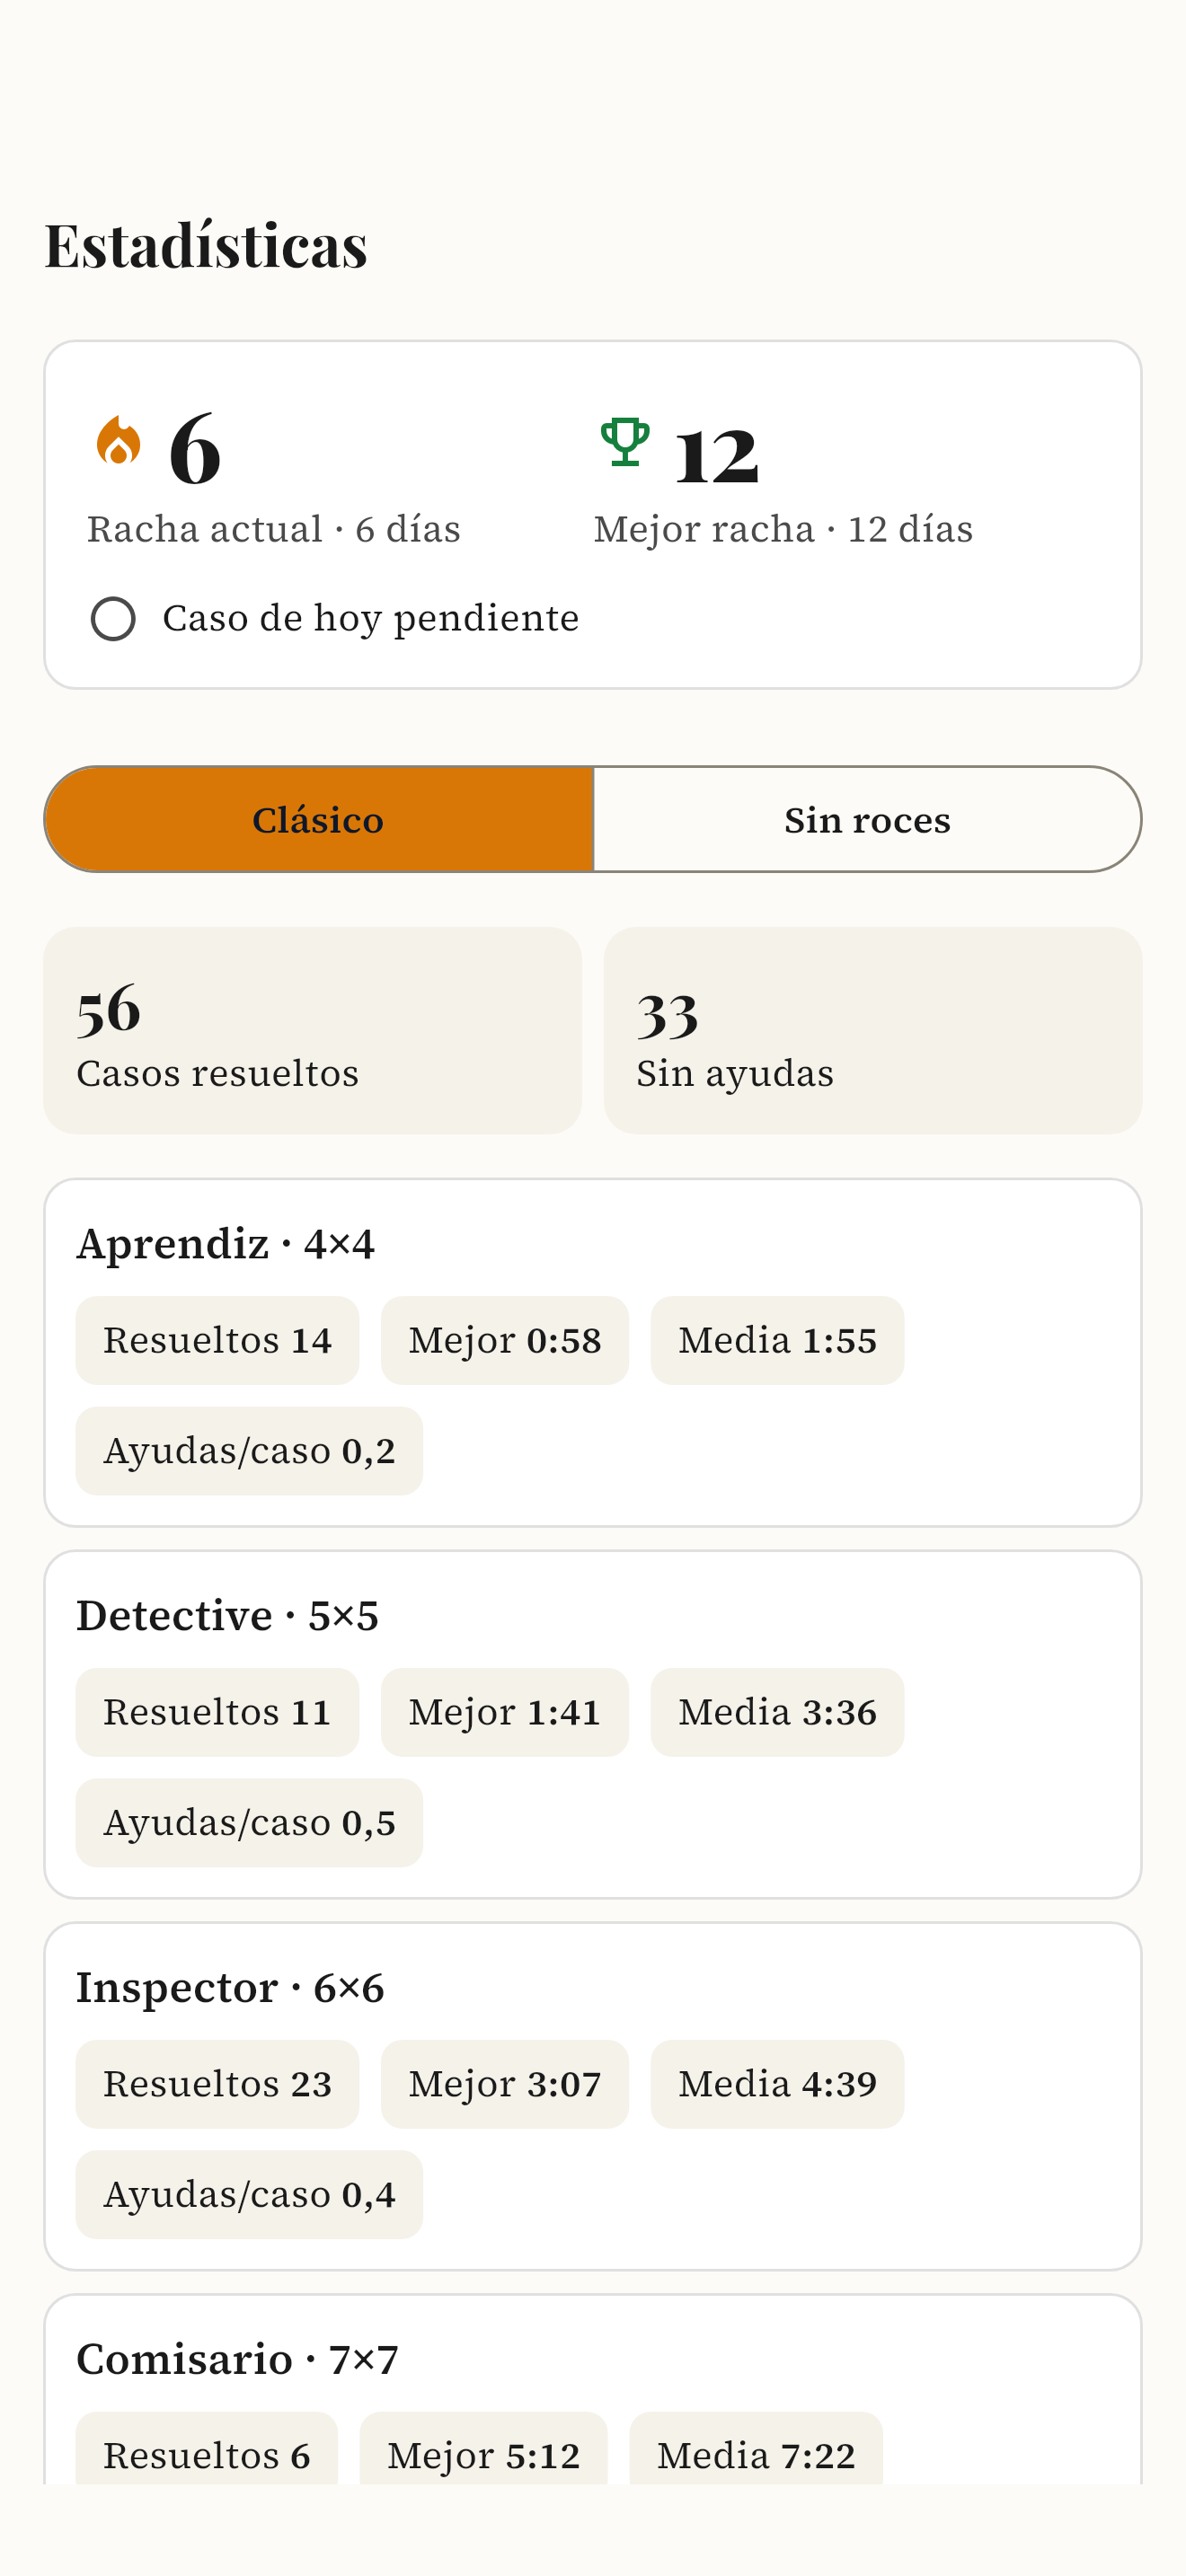 Estadísticas
6 12
Racha actual · 6 días Mejor racha · 12 días
Caso de hoy pendiente
Clásico Sin roces
56 33
Casos resueltos Sin ayudas
Aprendiz · 4×4
Resueltos 14 Mejor 0:58 Media 1:55
Ayudas/caso 0,2
Detective · 5×5
Resueltos 11 Mejor 1:41 Media 3:36
Ayudas/caso 0,5
Inspector · 6×6
Resueltos 23 Mejor 3:07 Media 4:39
Ayudas/caso 0,4
Comisario · 7×7
Resueltos 6 Mejor 5:12 Media 7:22